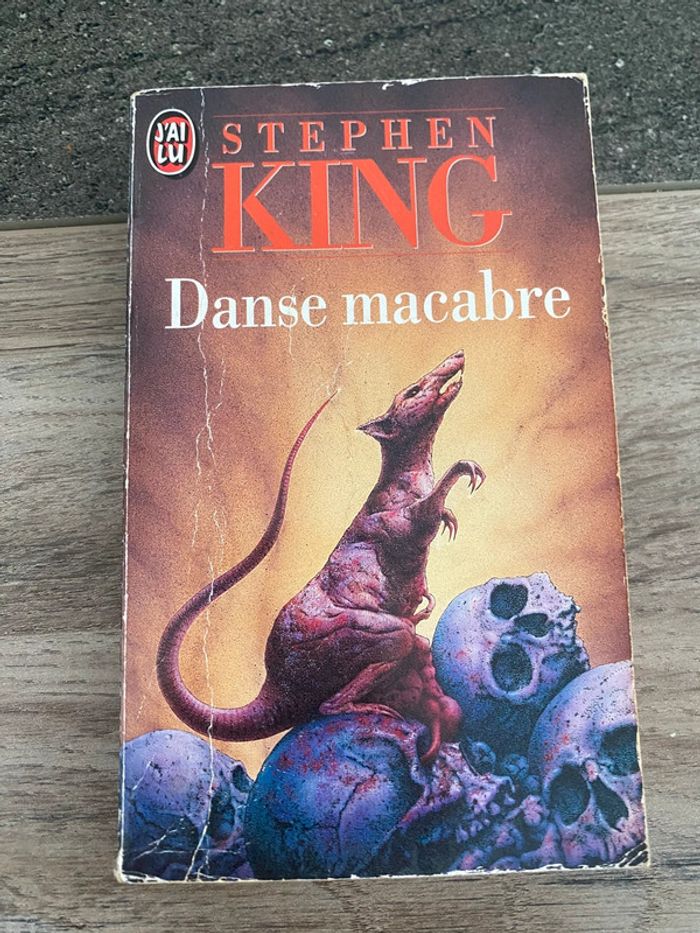 J'AI
LU
STEPHEN
KING
Danse macabre